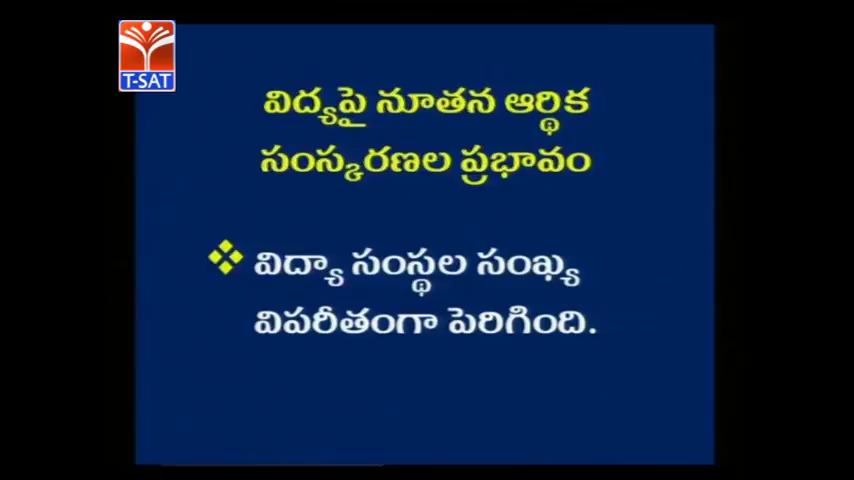 T-SAT
విద్యపై నూతన ఆర్థిక
సంస్కరణల ప్రభావం
విద్యా సంస్థల సంఖ్య
విపరీతంగా పెరిగింది.